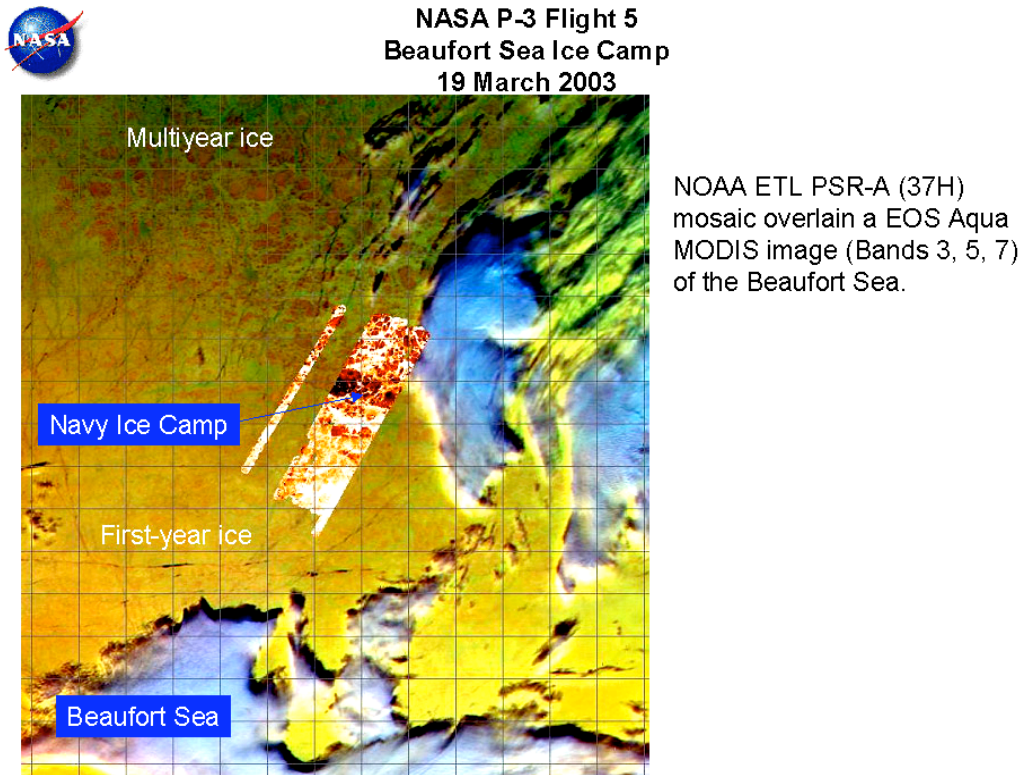 NASA
NASA P-3 Flight 5
Beaufort Sea Ice Camp
19 March 2003
Multiyear ice
NOAA ETL PSR-A (37H)
mosaic overlain a EOS Aqua
MODIS image (Bands 3, 5, 7)
of the Beaufort Sea.
Navy Ice Camp
First-year ice
Beaufort Sea